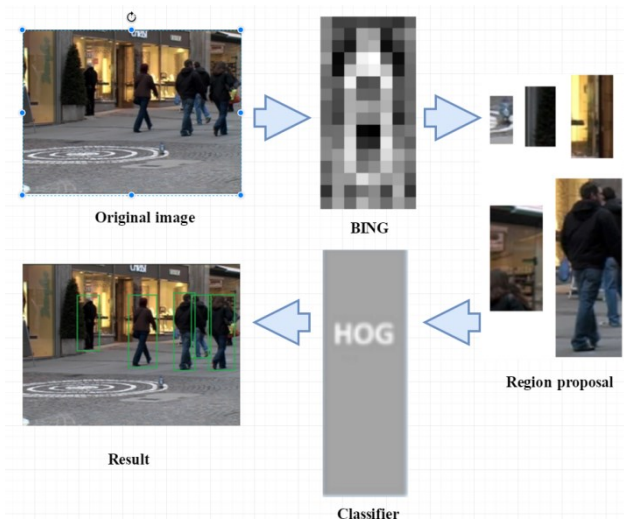 Original image
BING
Region proposal
HOG
Classifier
Result